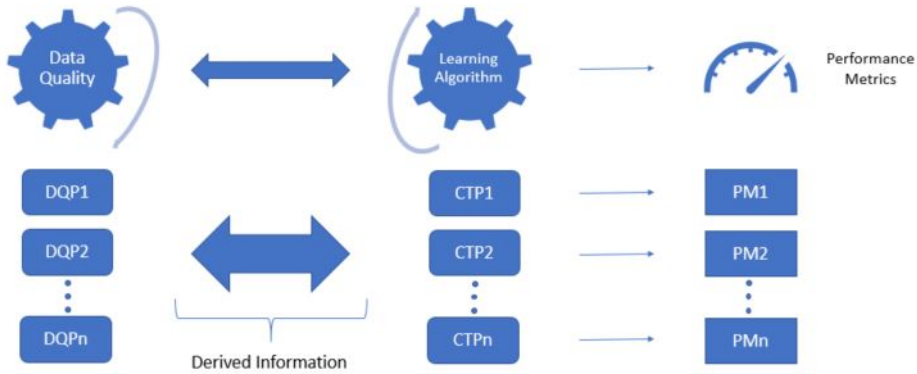 Data
Quality
Learning
Algorithm
Performance
Metrics
DQP1
CTP1
PM1
DQP2
CTP2
PM2
DQPn
CTPn
PMn
Derived Information